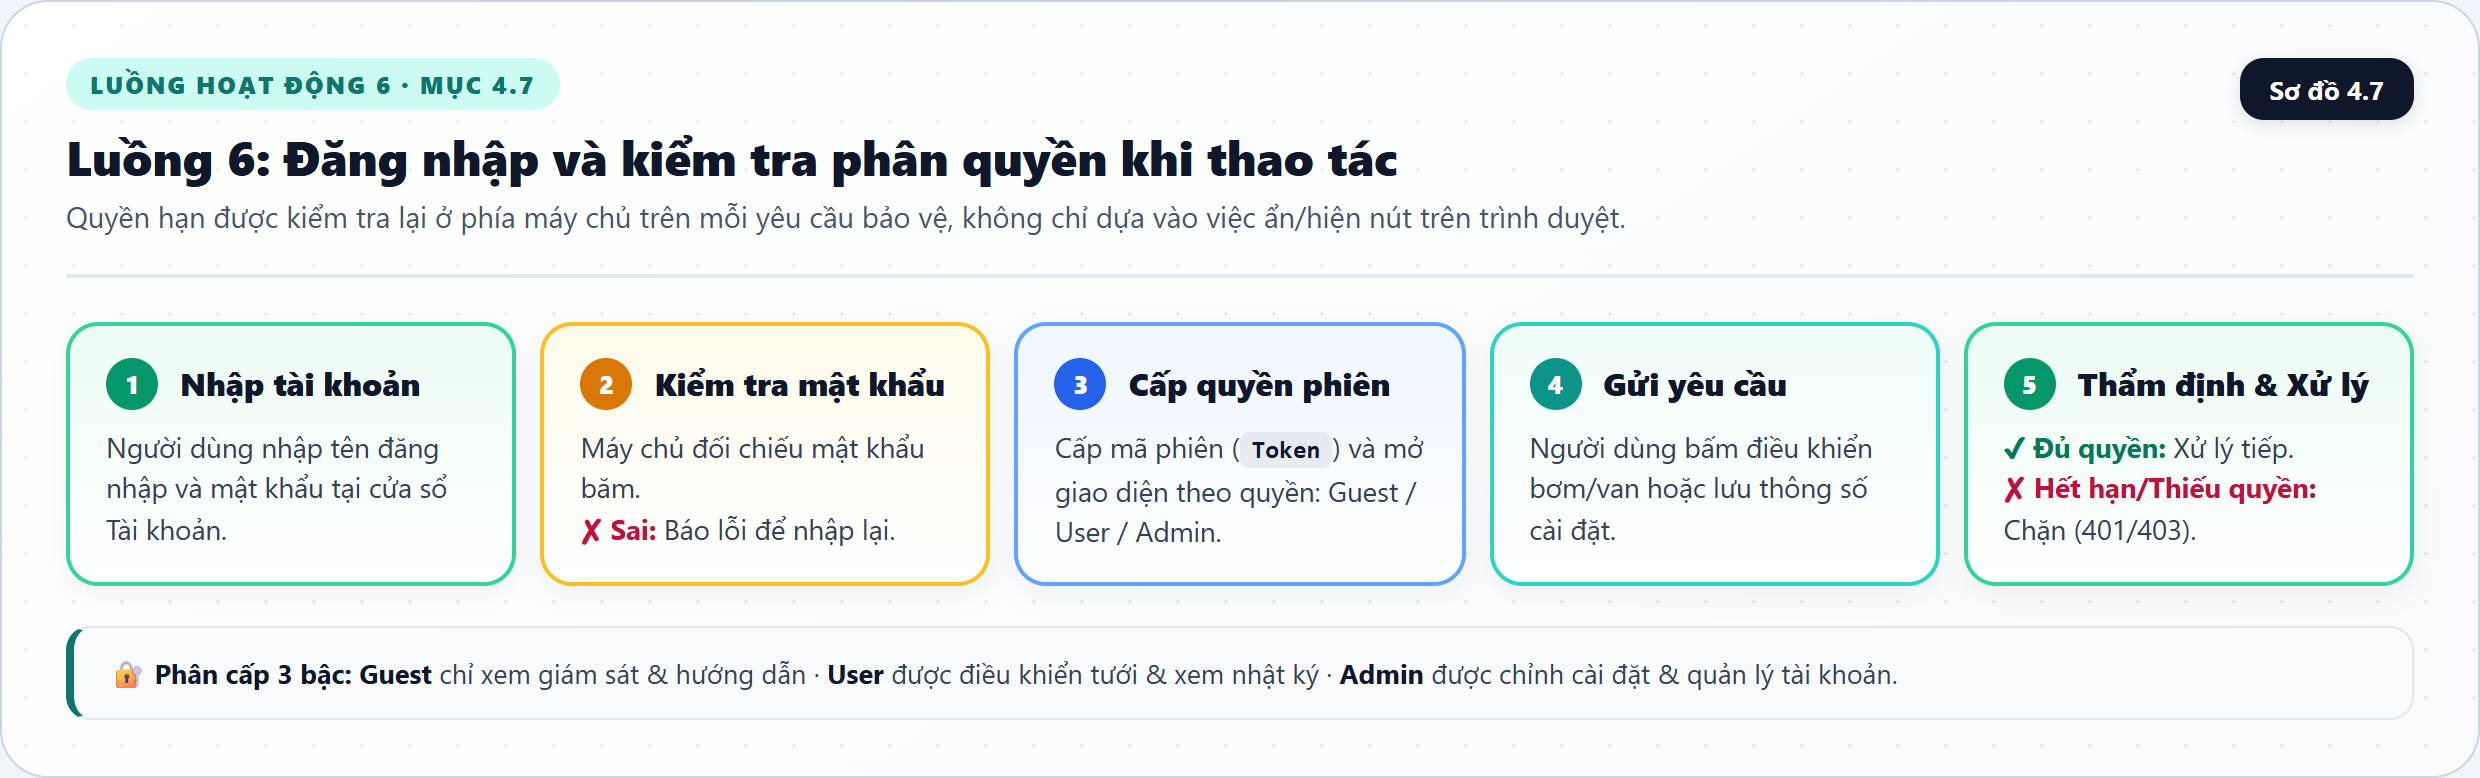 LUỒNG HOẠT ĐỘNG 6 · MỤC 4.7
Sơ đồ 4.7
Luồng 6: Đăng nhập và kiểm tra phân quyền khi thao tác
Quyền hạn được kiểm tra lại ở phía máy chủ trên mỗi yêu cầu bảo vệ, không chỉ dựa vào việc ẩn/hiện nút trên trình duyệt.
1 Nhập tài khoản
Người dùng nhập tên đăng
nhập và mật khẩu tại cửa sổ
Tài khoản.
2 Kiểm tra mật khẩu
Máy chủ đối chiếu mật khẩu
băm.
✗ Sai: Báo lỗi để nhập lại.
3 Cấp quyền phiên
Cấp mã phiên (Token) và mở
giao diện theo quyền: Guest /
User / Admin.
4 Gửi yêu cầu
Người dùng bấm điều khiển
bơm/van hoặc lưu thông số
cài đặt.
5 Thẩm định & Xử lý
✓ Đủ quyền: Xử lý tiếp.
✗ Hết hạn/Thiếu quyền:
Chặn (401/403).
🔐 Phân cấp 3 bậc: Guest chỉ xem giám sát & hướng dẫn · User được điều khiển tưới & xem nhật ký · Admin được chỉnh cài đặt & quản lý tài khoản.